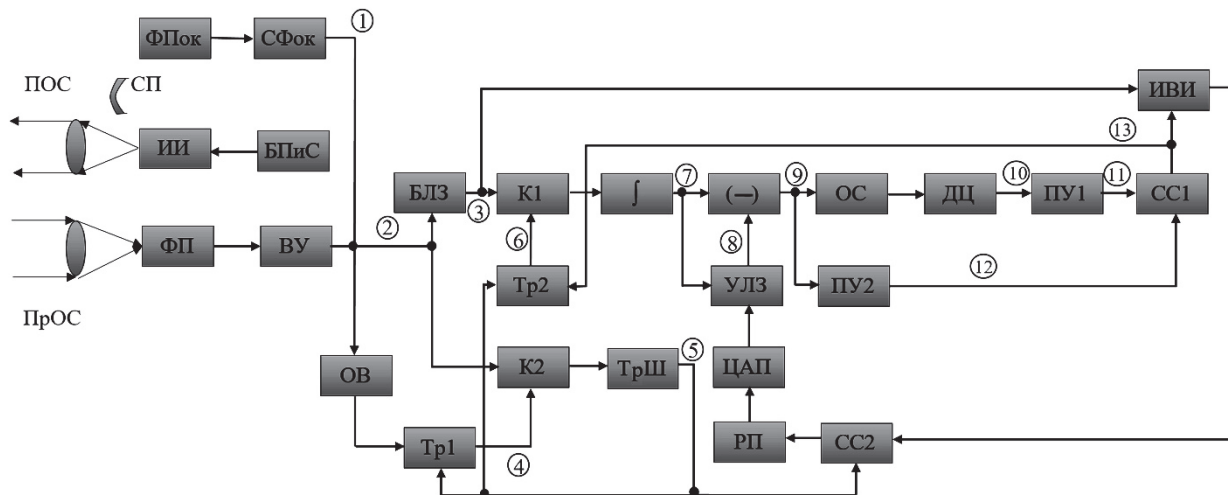 ①
ФПок
СФок
ПОС
СП
ИВИ
ИИ
БПиС
⑬
БЛЗ
③
К1
∫
⑦
(—)
⑨
ОС
ДЦ
⑩
ПУ1
⑪
СС1
ФП
ВУ
②
⑥
⑧
Тр2
УЛЗ
ПУ2
⑫
ПрОС
ОВ
К2
ТрШ
⑤
ЦАП
Тр1
④
РП
СС2